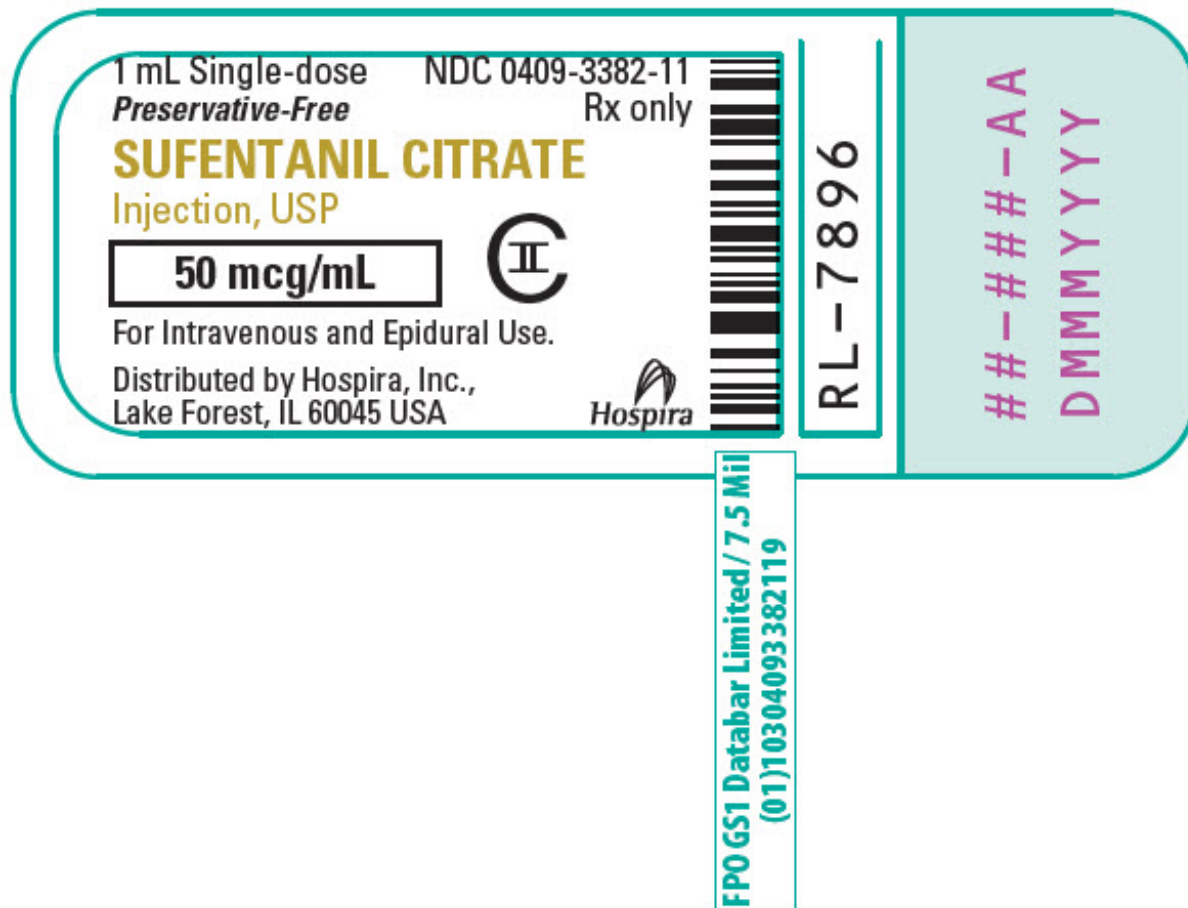 1 mL Single-dose NDC 0409-3382-11
Preservative-Free Rx only
SUFENTANIL CITRATE
Injection, USP
50 mcg/mL
CII
For Intravenous and Epidural Use.
Distributed by Hospira, Inc.,
Lake Forest, IL 60045 USA
Hospira
RL-7896
##-###-AA
DMMMYYYY
FPO GS1 Databar Limited / 7.5 Mil
(01)10304093382119